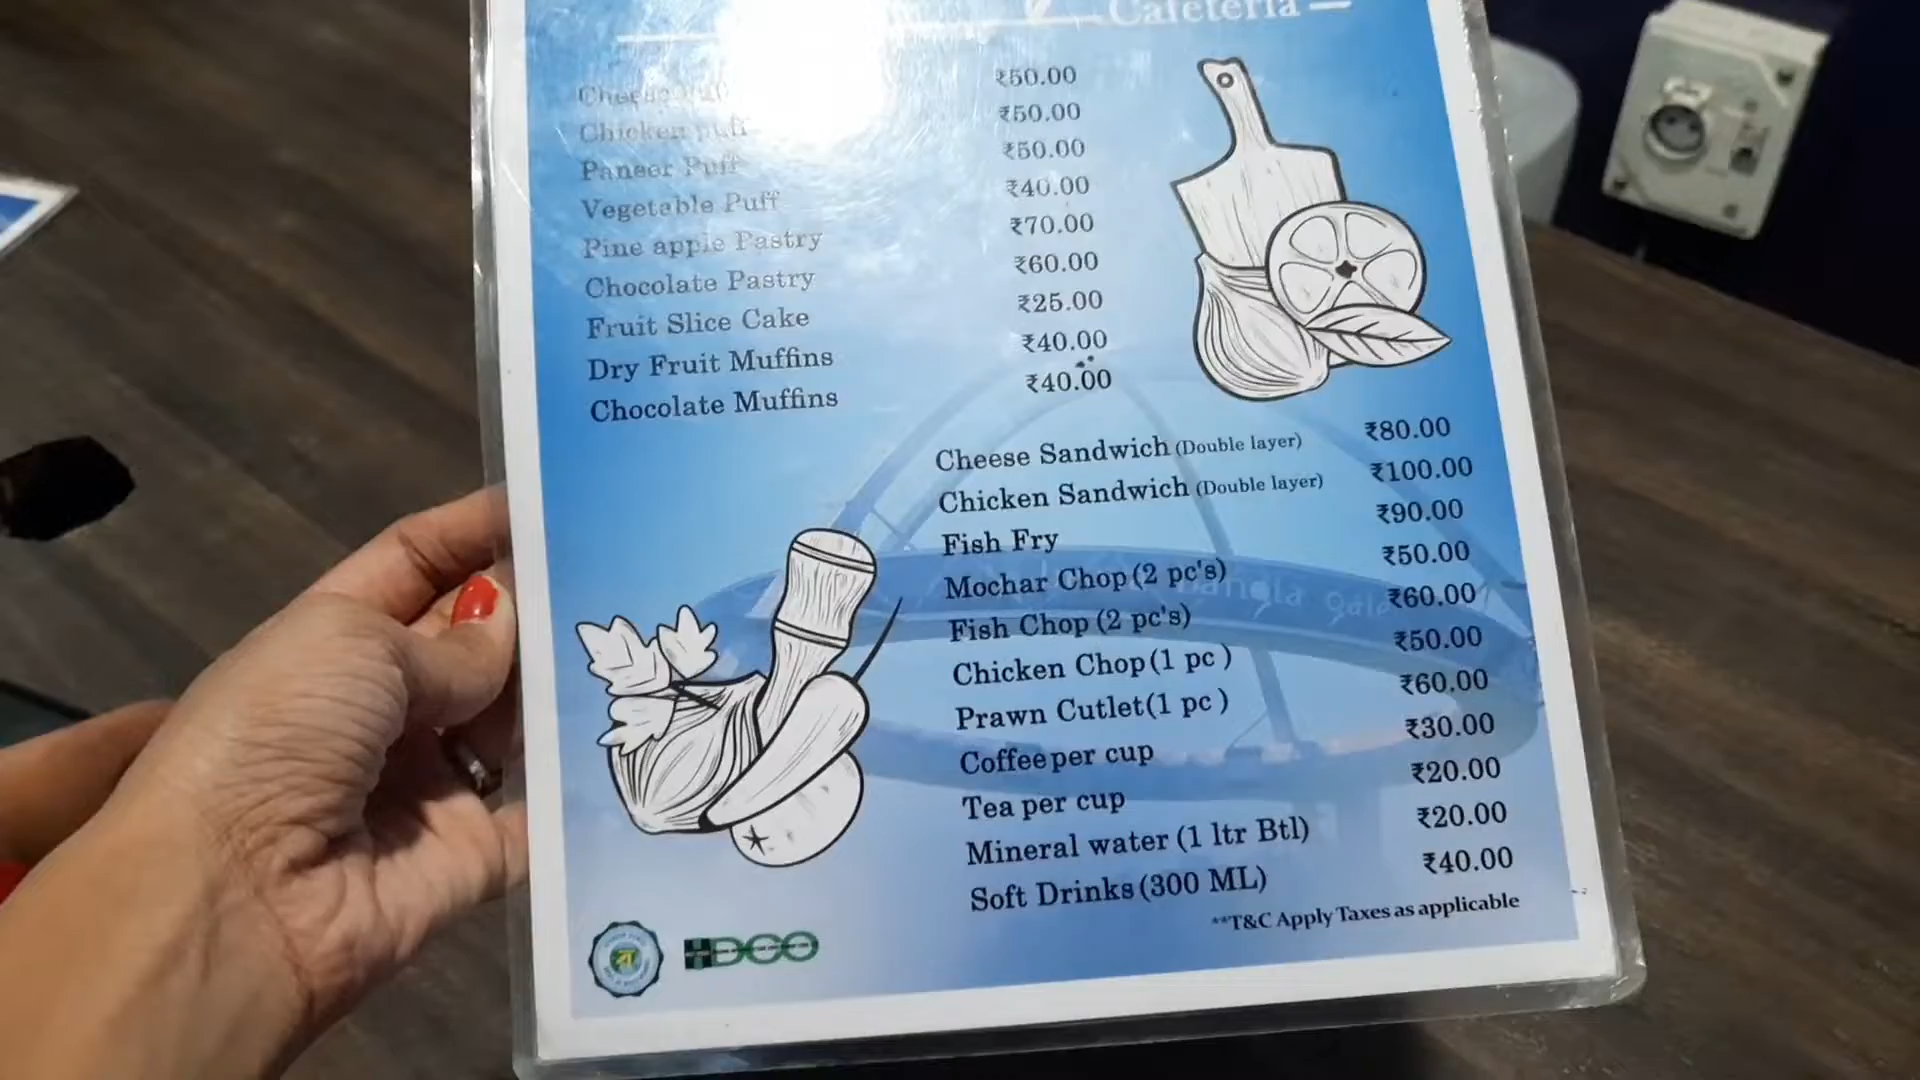 Cafeteria
Cheese ₹50.00
Chicken puff ₹50.00
Paneer Puff ₹50.00
Vegetable Puff ₹40.00
Pine apple Pastry ₹70.00
Chocolate Pastry ₹60.00
Fruit Slice Cake ₹25.00
Dry Fruit Muffins ₹40.00
Chocolate Muffins ₹40.00
Cheese Sandwich (Double layer) ₹80.00
Chicken Sandwich (Double layer) ₹100.00
Fish Fry ₹90.00
Mochar Chop (2 pc's) ₹50.00
Fish Chop (2 pc's) ₹60.00
Chicken Chop (1 pc ) ₹50.00
Prawn Cutlet (1 pc ) ₹60.00
Coffee per cup ₹30.00
Tea per cup ₹20.00
Mineral water (1 ltr Btl) ₹20.00
Soft Drinks (300 ML) ₹40.00
**T&C Apply Taxes as applicable